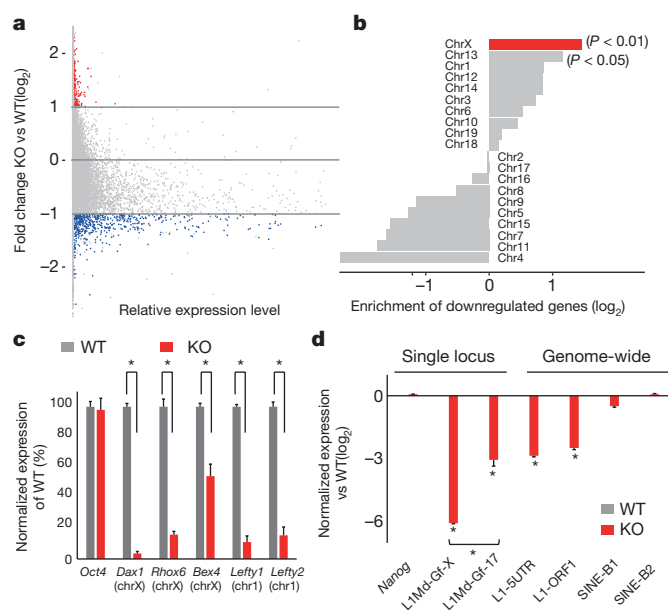 a
Fold change KO vs WT(log2)
2
1
0
−1
−2
Relative expression level
b
ChrX
(P < 0.01)
Chr13
(P < 0.05)
Chr1
Chr12
Chr14
Chr3
Chr6
Chr10
Chr19
Chr18
Chr2
Chr17
Chr16
Chr8
Chr9
Chr5
Chr15
Chr7
Chr11
Chr4
−1 0 1
Enrichment of downregulated genes (log2)
c
WT KO
Normalized expression
of WT (%)
100
80
60
40
20
0
* * * * *
Oct4 Dax1 Rhox6 Bex4 Lefty1 Lefty2
(chrX) (chrX) (chrX) (chr1) (chr1)
d
Single locus Genome-wide
Normalized expression
vs WT(log2)
0
−3
−6
WT
KO
* * * *
*
Nanog
L1Md-Gf-X
L1Md-Gf-17
L1-5UTR
L1-ORF1
SINE-B1
SINE-B2